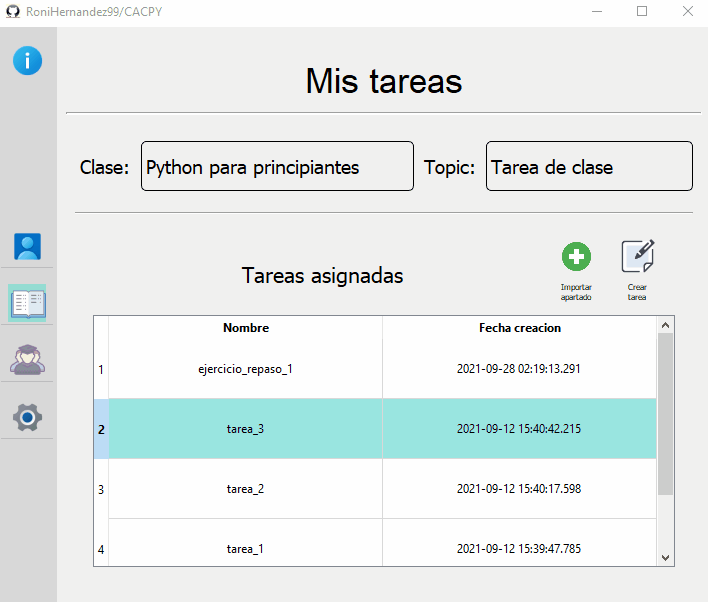 RoniHernandez99/CACPY
Mis tareas
Clase: Python para principiantes Topic: Tarea de clase
Tareas asignadas
Importar apartado
Crear tarea
Nombre Fecha creacion
1 ejercicio_repaso_1 2021-09-28 02:19:13.291
2 tarea_3 2021-09-12 15:40:42.215
3 tarea_2 2021-09-12 15:40:17.598
4 tarea_1 2021-09-12 15:39:47.785